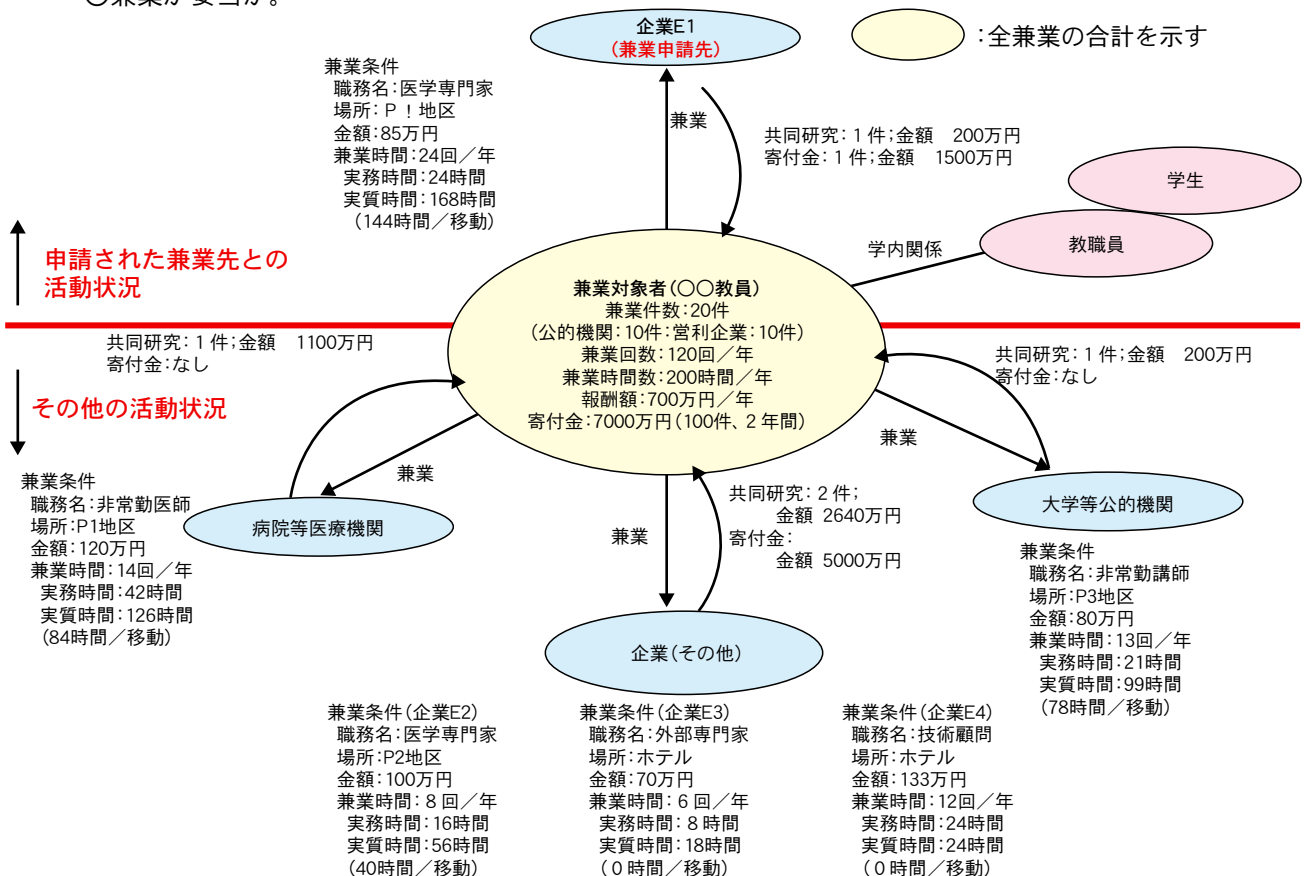 〇兼業が妥当か。
企業E1
(兼業申請先)
:全兼業の合計を示す
兼業条件
職務名:医学専門家
場所:P!地区
金額:85万円
兼業時間:24回/年
実務時間:24時間
実質時間:168時間
(144時間/移動)
兼業
共同研究:1件;金額 200万円
寄付金:1件;金額 1500万円
学生
教職員
学内関係
申請された兼業先との
活動状況
兼業対象者(〇〇教員)
兼業件数:20件
(公的機関:10件:営利企業:10件)
兼業回数:120回/年
兼業時間数:200時間/年
報酬額:700万円/年
寄付金:7000万円(100件、2年間)
共同研究:1件;金額 1100万円
寄付金:なし
共同研究:1件;金額 200万円
寄付金:なし
その他の活動状況
兼業
兼業
兼業条件
職務名:非常勤医師
場所:P1地区
金額:120万円
兼業時間:14回/年
実務時間:42時間
実質時間:126時間
(84時間/移動)
病院等医療機関
兼業
共同研究:2件;
金額 2640万円
寄付金:
金額 5000万円
大学等公的機関
兼業条件
職務名:非常勤講師
場所:P3地区
金額:80万円
兼業時間:13回/年
実務時間:21時間
実質時間:99時間
(78時間/移動)
企業(その他)
兼業条件(企業E2)
職務名:医学専門家
場所:P2地区
金額:100万円
兼業時間:8回/年
実務時間:16時間
実質時間:56時間
(40時間/移動)
兼業条件(企業E3)
職務名:外部専門家
場所:ホテル
金額:70万円
兼業時間:6回/年
実務時間:8時間
実質時間:18時間
(0時間/移動)
兼業条件(企業E4)
職務名:技術顧問
場所:ホテル
金額:133万円
兼業時間:12回/年
実務時間:24時間
実質時間:24時間
(0時間/移動)